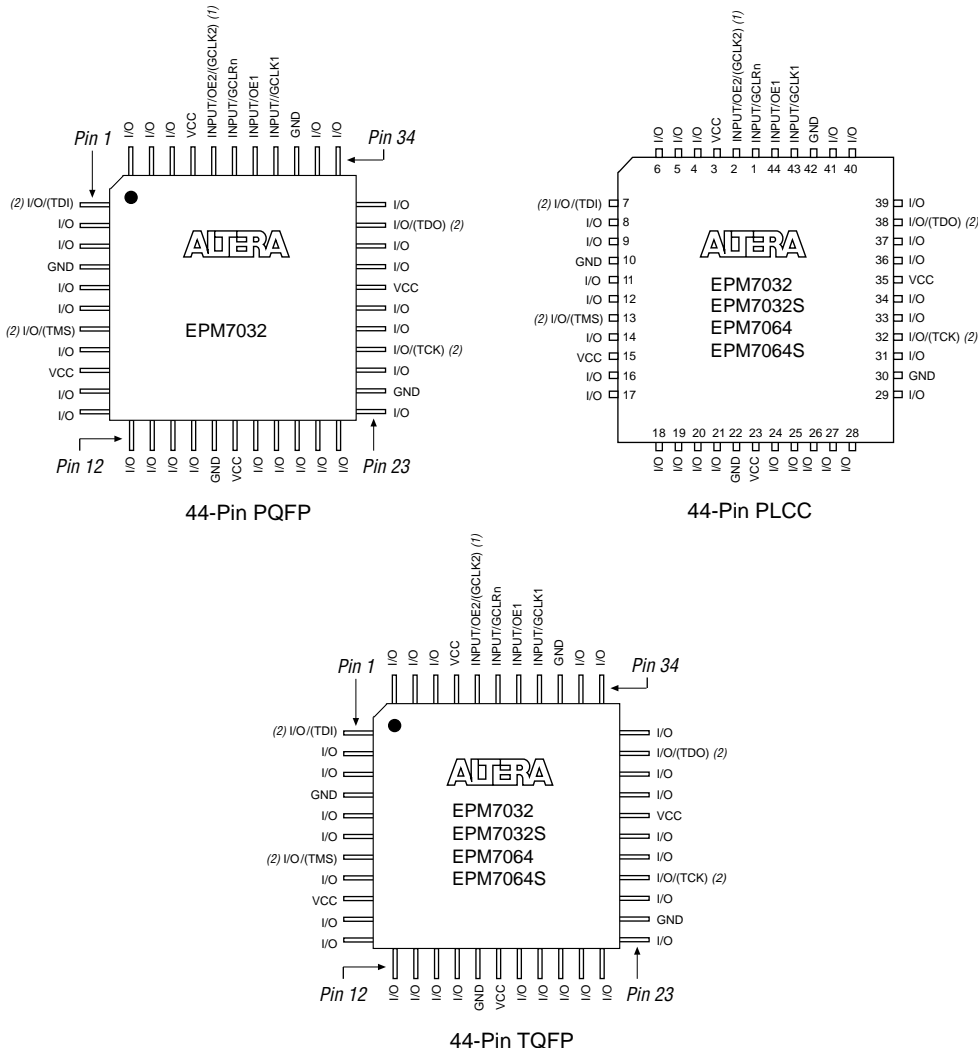 I/O
I/O
I/O
VCC
INPUT/OE2/(GCLK2) (1)
INPUT/GCLRn
INPUT/OE1
INPUT//GCLK1
GND
I/O
I/O
Pin 1
Pin 34
(2) I/O/(TDI)
I/O
I/O
GND
I/O
I/O
(2) I/O/(TMS)
I/O
VCC
I/O
I/O
ALTERA
EPM7032
I/O
I/O/(TDO) (2)
I/O
I/O
VCC
I/O
I/O
I/O/(TCK) (2)
I/O
GND
I/O
Pin 12
Pin 23
I/O
I/O
I/O
I/O
GND
VCC
I/O
I/O
I/O
I/O
I/O
44-Pin PQFP
I/O
I/O
I/O
VCC
INPUT/OE2/(GCLK2) (1)
INPUT/GCLRn
INPUT/OE1
INPUT/GCLK1
GND
I/O
I/O
6 5 4 3 2 1 44 43 42 41 40
(2) I/O/(TDI) 7
I/O 8
I/O 9
GND 10
I/O 11
I/O 12
(2) I/O/(TMS) 13
I/O 14
VCC 15
I/O 16
I/O 17
ALTERA
EPM7032
EPM7032S
EPM7064
EPM7064S
39 I/O
38 I/O/(TDO) (2)
37 I/O
36 I/O
35 VCC
34 I/O
33 I/O
32 I/O/(TCK) (2)
31 I/O
30 GND
29 I/O
18 19 20 21 22 23 24 25 26 27 28
I/O
I/O
I/O
I/O
GND
VCC
I/O
I/O
I/O
I/O
I/O
44-Pin PLCC
I/O
I/O
I/O
VCC
INPUT/OE2/(GCLK2) (1)
INPUT/GCLRn
INPUT/OE1
INPUT/GCLK1
GND
I/O
I/O
Pin 1
Pin 34
(2) I/O/(TDI)
I/O
I/O
GND
I/O
I/O
(2) I/O/(TMS)
I/O
VCC
I/O
I/O
ALTERA
EPM7032
EPM7032S
EPM7064
EPM7064S
I/O
I/O/(TDO) (2)
I/O
I/O
VCC
I/O
I/O
I/O/(TCK) (2)
I/O
GND
I/O
Pin 12
Pin 23
I/O
I/O
I/O
I/O
GND
VCC
I/O
I/O
I/O
I/O
I/O
44-Pin TQFP